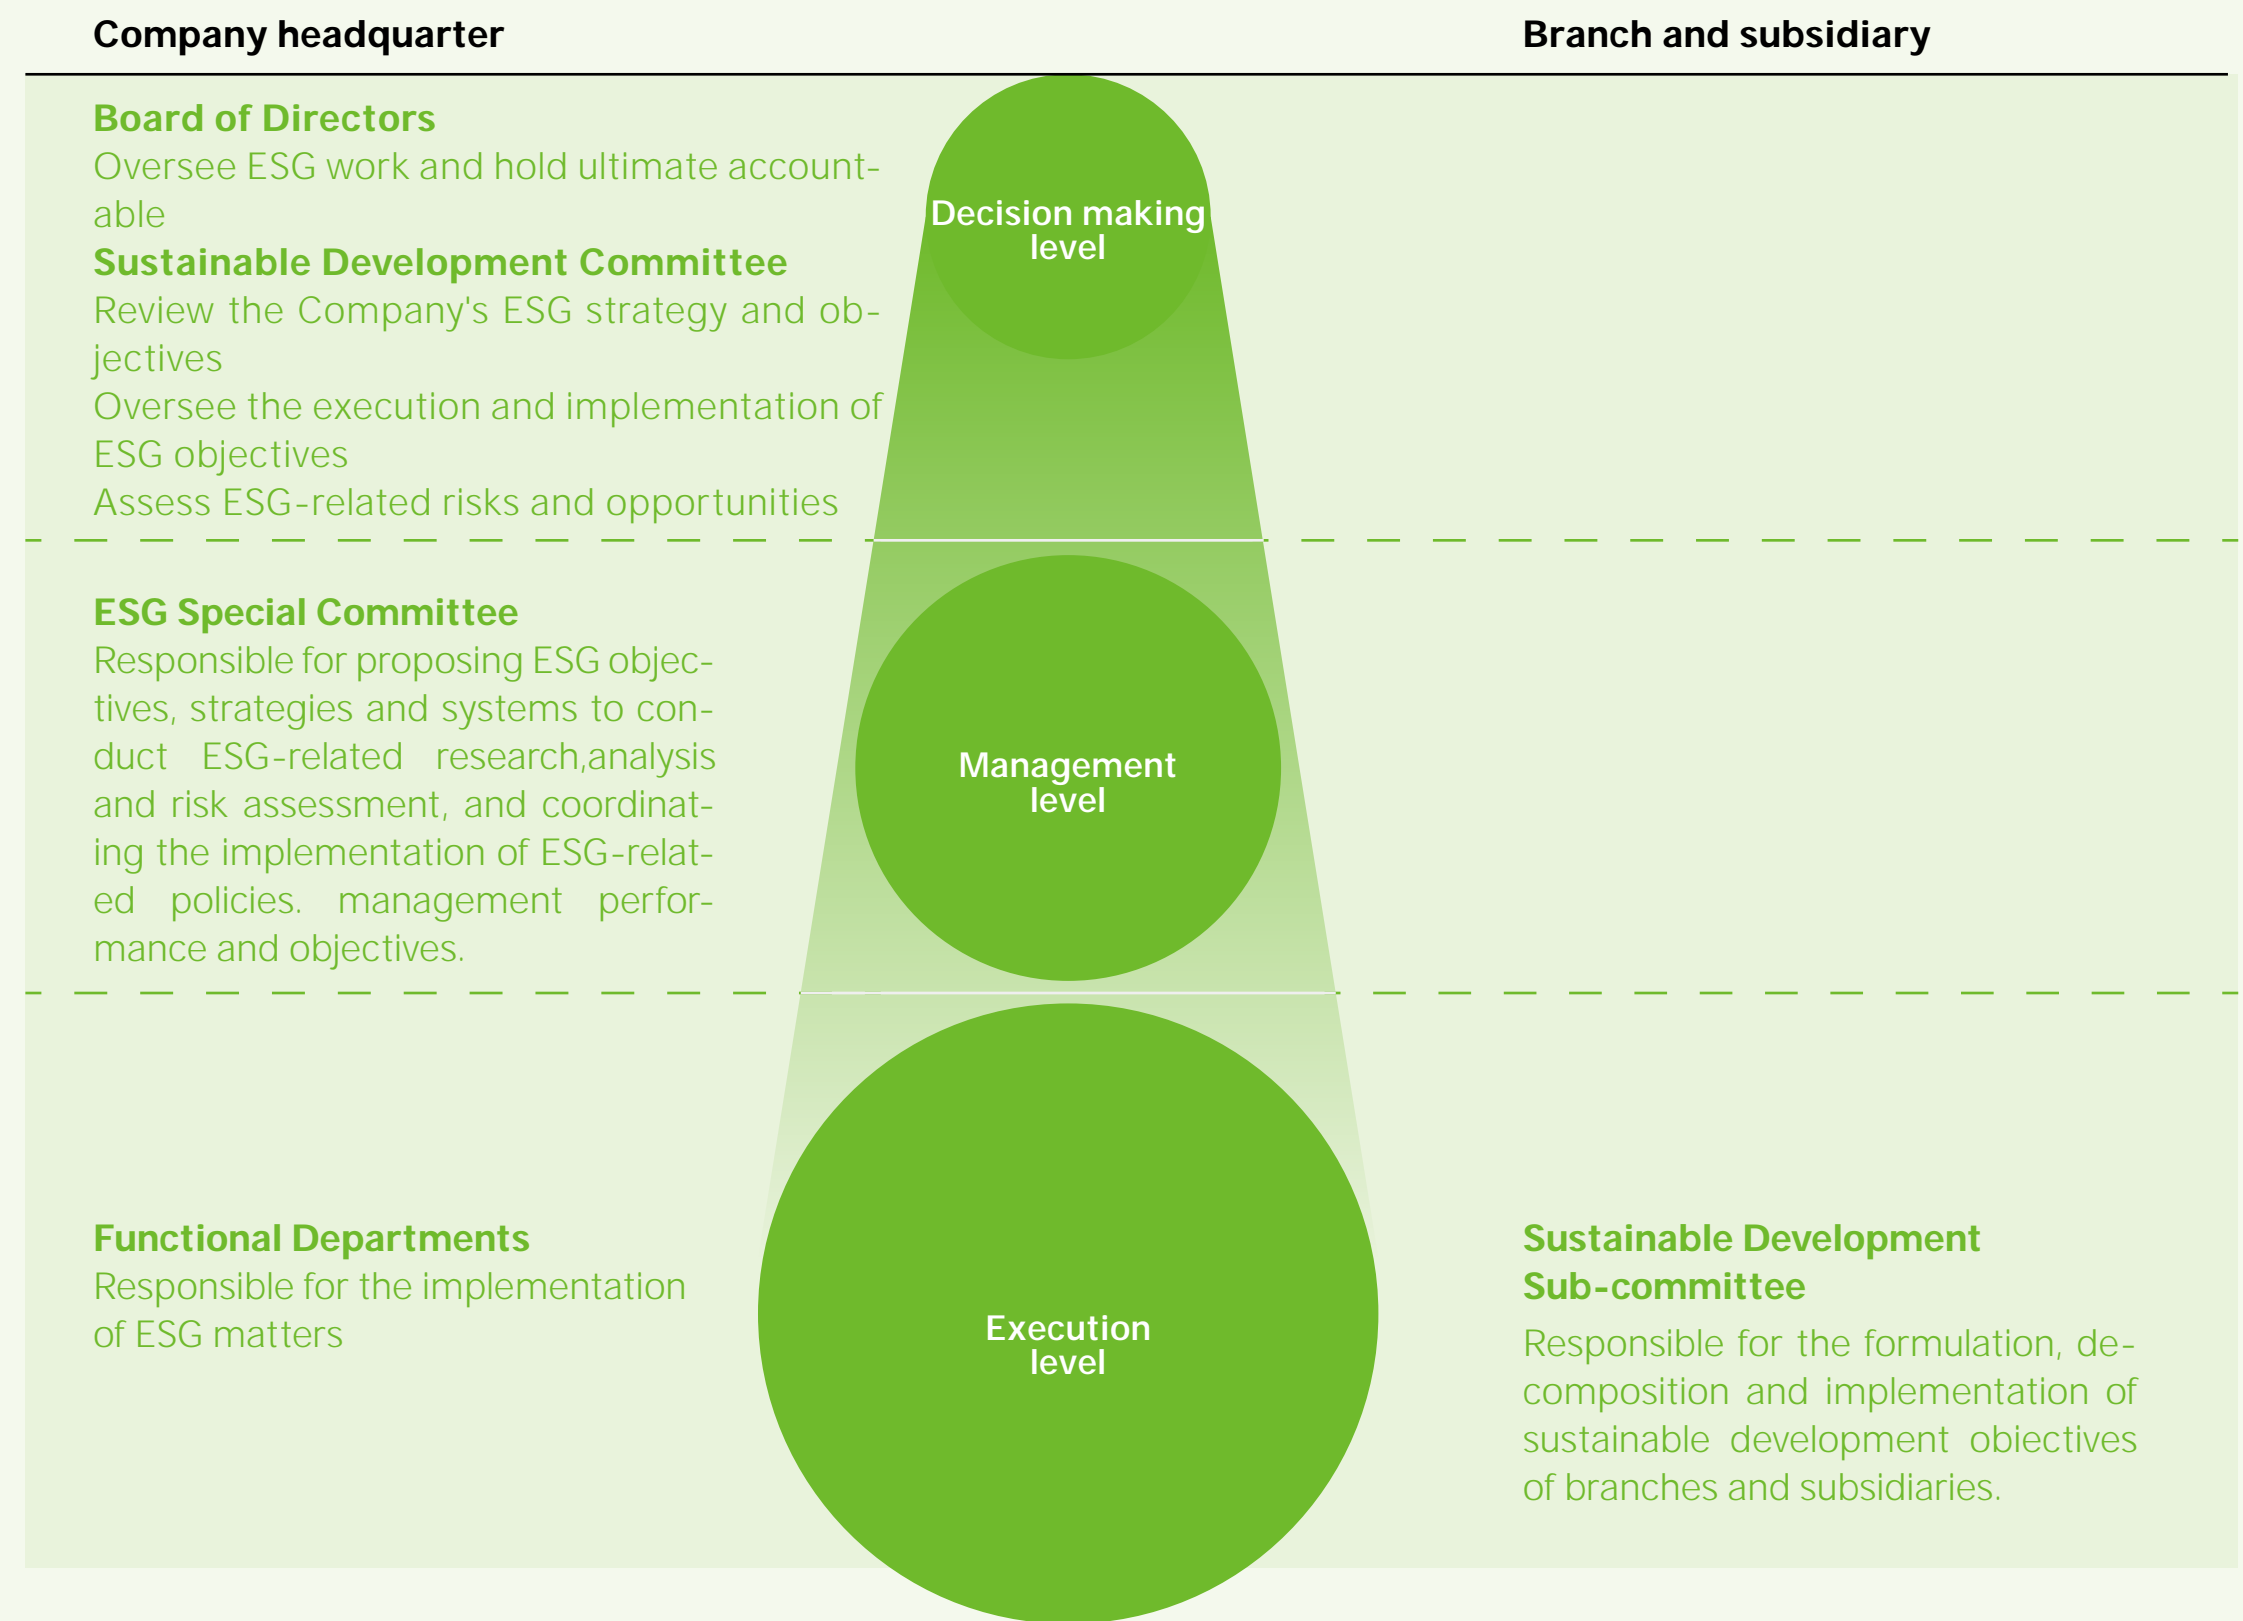 Company headquarter
Branch and subsidiary
Board of Directors
Oversee ESG work and hold ultimate account-
able
Sustainable Development Committee
Review the Company's ESG strategy and ob-
jectives
Oversee the execution and implementation of
ESG objectives
Assess ESG-related risks and opportunities
Decision making
level
ESG Special Committee
Responsible for proposing ESG objec-
tives, strategies and systems to con-
duct ESG-related research,analysis
and risk assessment, and coordinat-
ing the implementation of ESG-relat-
ed policies. management perfor-
mance and objectives.
Management
level
Functional Departments
Responsible for the implementation
of ESG matters
Execution
level
Sustainable Development
Sub-committee
Responsible for the formulation, de-
composition and implementation of
sustainable development obiectives
of branches and subsidiaries.